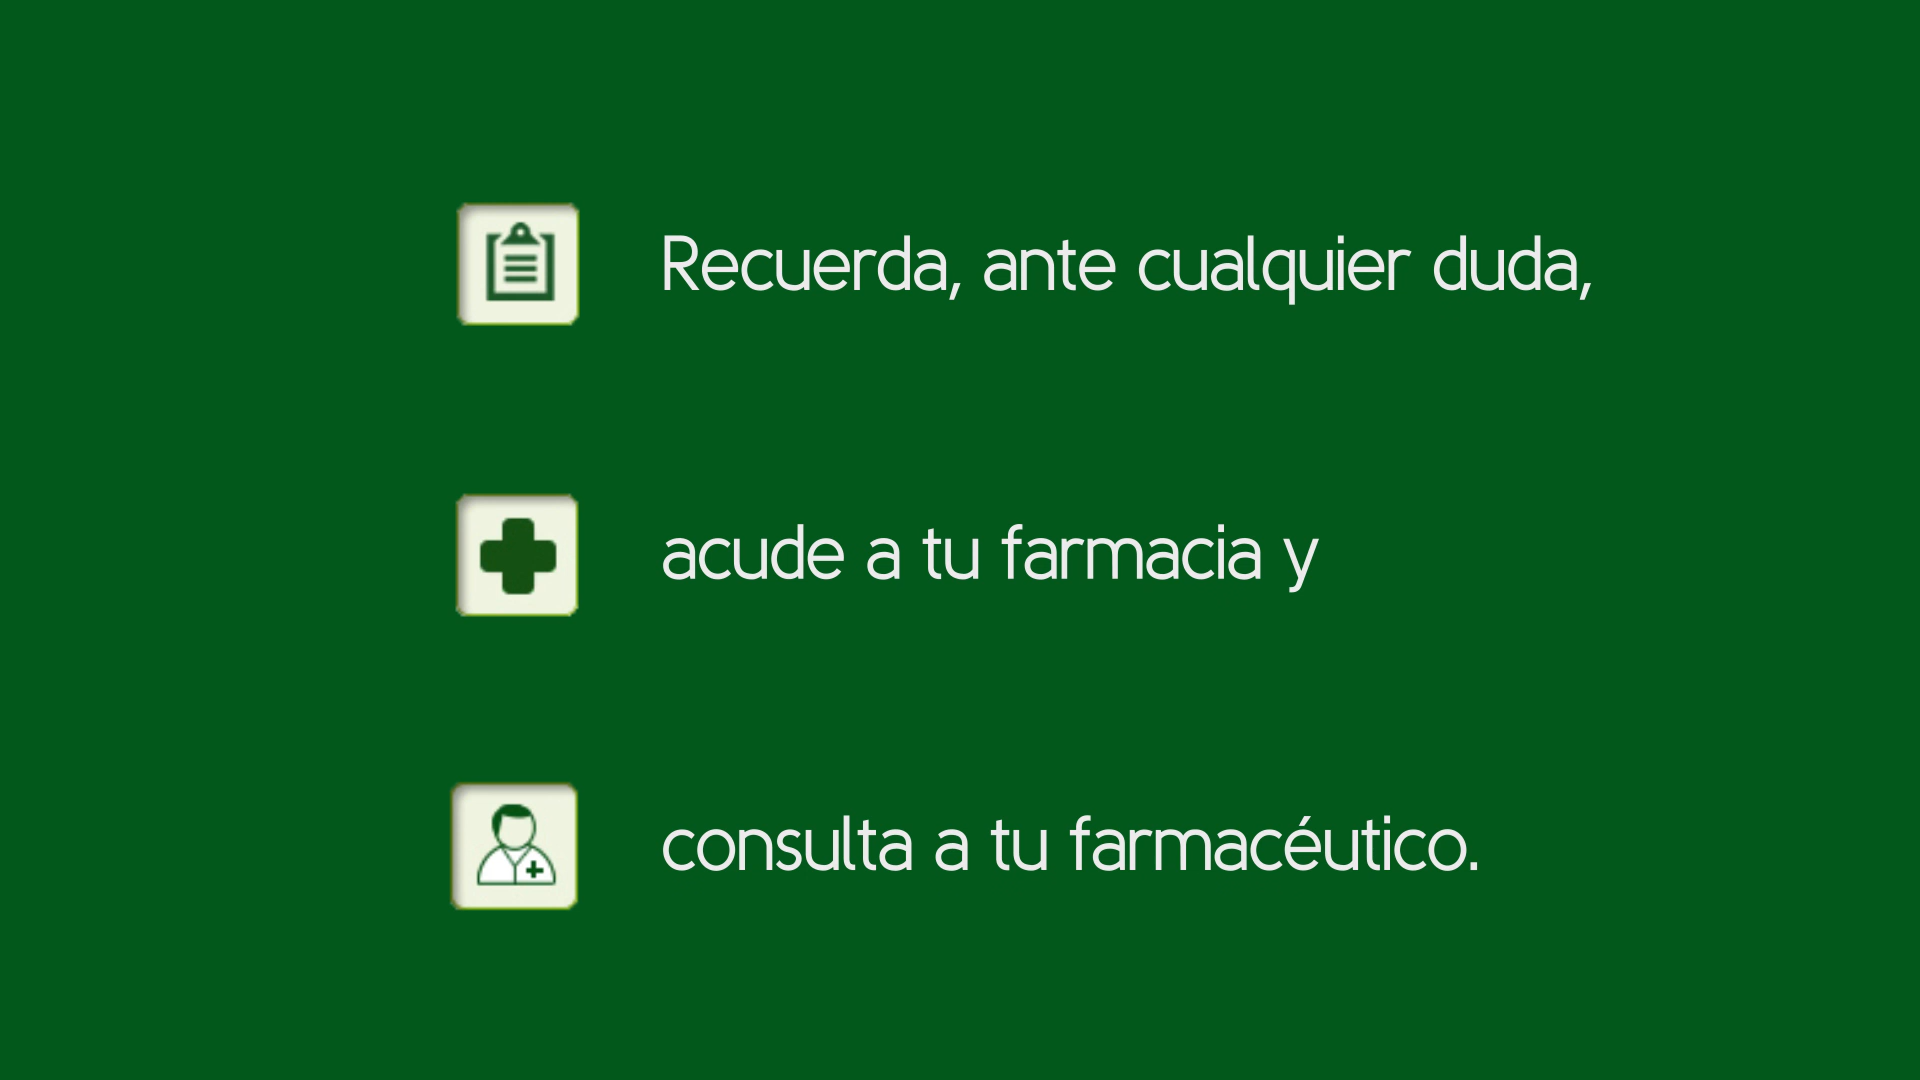 Recuerda, ante cualquier duda,
acude a tu farmacia y
consulta a tu farmacéutico.